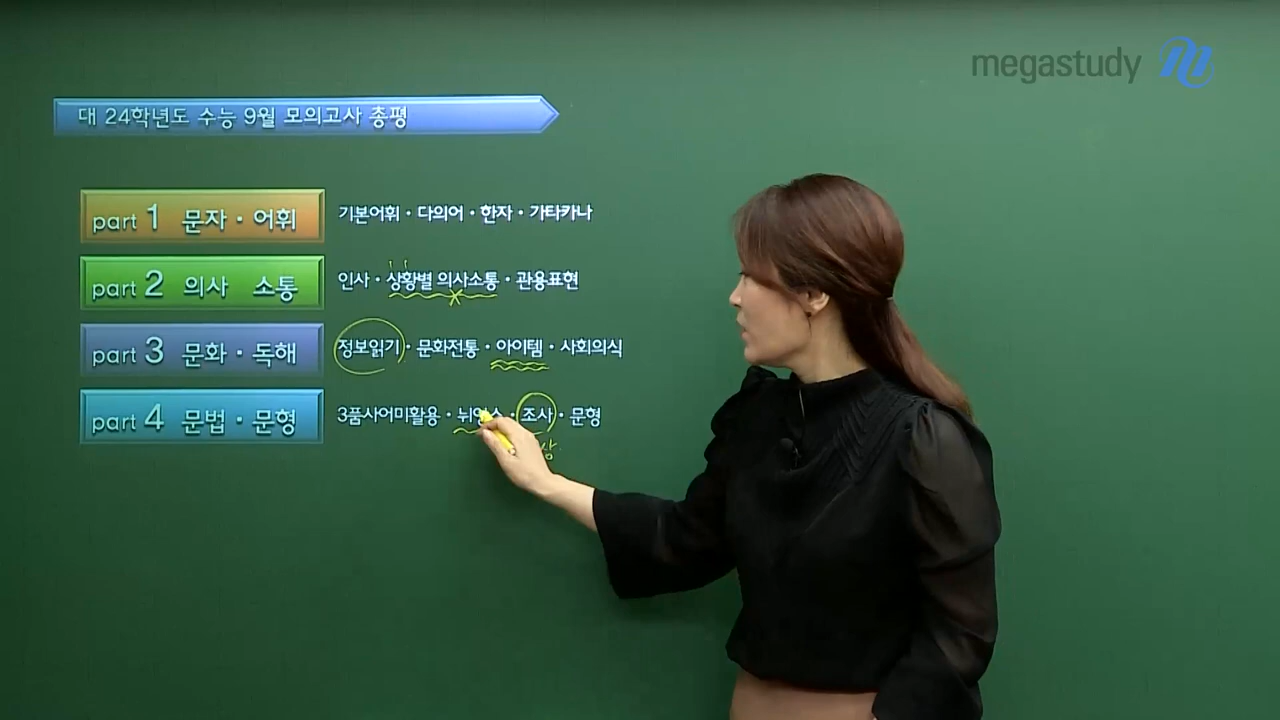 megastudy
대 24학년도 수능 9월 모의고사 총평
part 1 문자·어휘 기본어휘·다의어·한자·가타카나
part 2 의사 소통 인사·상황별 의사소통·관용표현
part 3 문화·독해 정보읽기·문화전통·아이템·사회의식
part 4 문법·문형 3품사어미활용· ·조사·문형